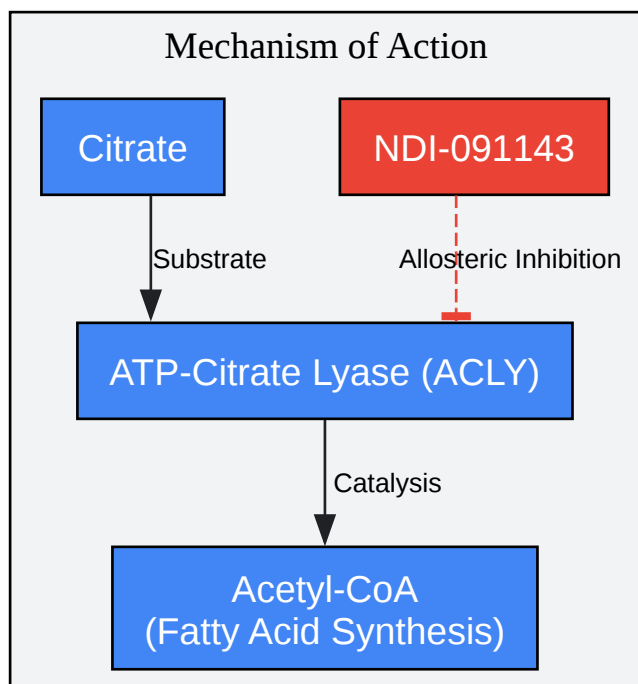 Mechanism of Action
Citrate
NDI-091143
Substrate
Allosteric Inhibition
ATP-Citrate Lyase (ACLY)
Catalysis
Acetyl-CoA
(Fatty Acid Synthesis)